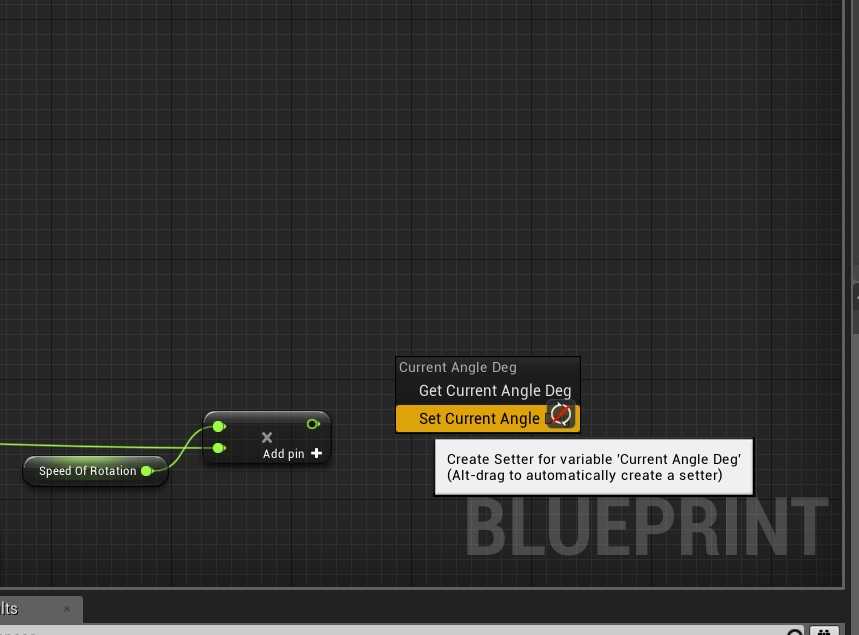 Current Angle Deg
Get Current Angle Deg
Set Current Angle
Add pin
Speed Of Rotation
Create Setter for variable 'Current Angle Deg'
(Alt-drag to automatically create a setter)
BLUEPRINT
lts